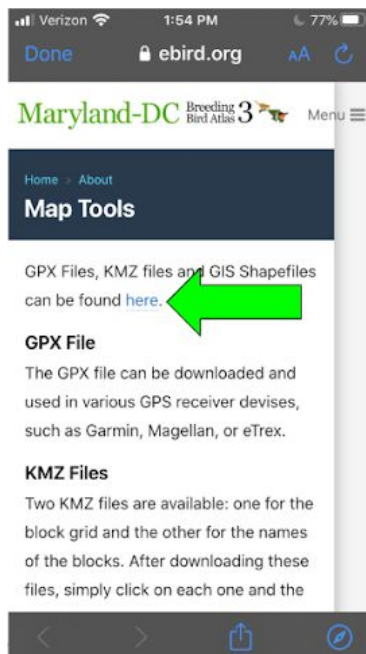 Verizon 1:54 PM 77%
Done ebird.org AA
Maryland-DC Breeding Bird Atlas 3 Menu
Home > About
Map Tools
GPX Files, KMZ files and GIS Shapefiles
can be found here.
GPX File
The GPX file can be downloaded and
used in various GPS receiver devises,
such as Garmin, Magellan, or eTrex.
KMZ Files
Two KMZ files are available: one for the
block grid and the other for the names
of the blocks. After downloading these
files, simply click on each one and the